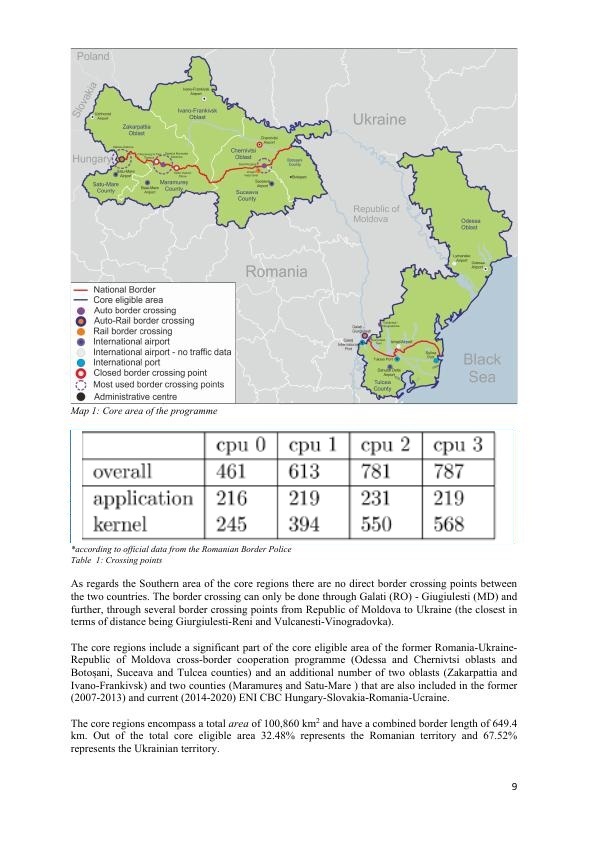 Poland
Slovakia
Ukraine
Hungary
Romania
Republic of
Moldova
Black
Sea
Ivano-Frankivsk
Airport
Ivano-Frankivsk
Oblast
Zakarpattia
Oblast
Chernivtsi
Oblast
Satu-Mare
County
Maramurey
County
Suceava
County
Botosani
County
Odessa
Oblast
Odessa
Airport
Tulcea
County
National Border
Core eligible area
Auto border crossing
Auto-Rail border crossing
Rail border crossing
International airport
International airport - no traffic data
International port
Closed border crossing point
Most used border crossing points
Administrative centre
Map 1: Core area of the programme
cpu 0 cpu 1 cpu 2 cpu 3
overall 461 613 781 787
application 216 219 231 219
kernel 245 394 550 568
*according to official data from the Romanian Border Police
Table 1: Crossing points
As regards the Southern area of the core regions there are no direct border crossing points between
the two countries. The border crossing can only be done through Galati (RO) - Giugiulesti (MD) and
further, through several border crossing points from Republic of Moldova to Ukraine (the closest in
terms of distance being Giurgiulesti-Reni and Vulcanesti-Vinogradovka).
The core regions include a significant part of the core eligible area of the former Romania-Ukraine-
Republic of Moldova cross-border cooperation programme (Odessa and Chernivtsi oblasts and
Botoșani, Suceava and Tulcea counties) and an additional number of two oblasts (Zakarpattia and
Ivano-Frankivsk) and two counties (Maramureș and Satu-Mare ) that are also included in the former
(2007-2013) and current (2014-2020) ENI CBC Hungary-Slovakia-Romania-Ucraine.
The core regions encompass a total area of 100,860 km² and have a combined border length of 649.4
km. Out of the total core eligible area 32.48% represents the Romanian territory and 67.52%
represents the Ukrainian territory.
9